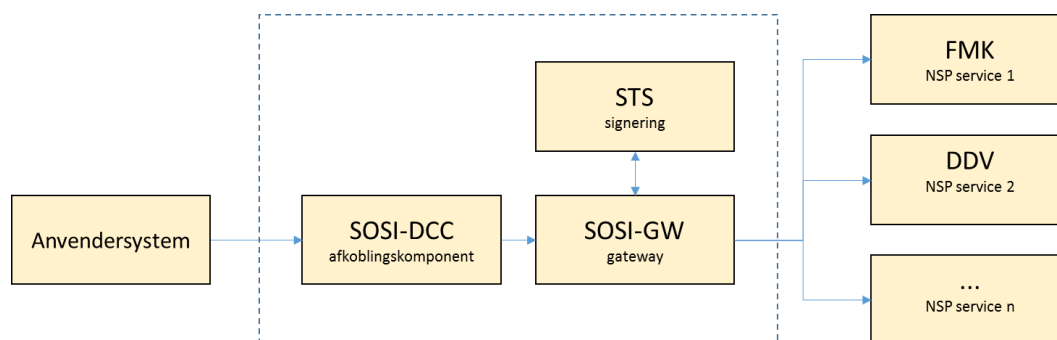 FMK
NSP service 1
STS
signering
DDV
NSP service 2
Anvendersystem
SOSI-DCC
afkoblingskomponent
SOSI-GW
gateway
...
NSP service n